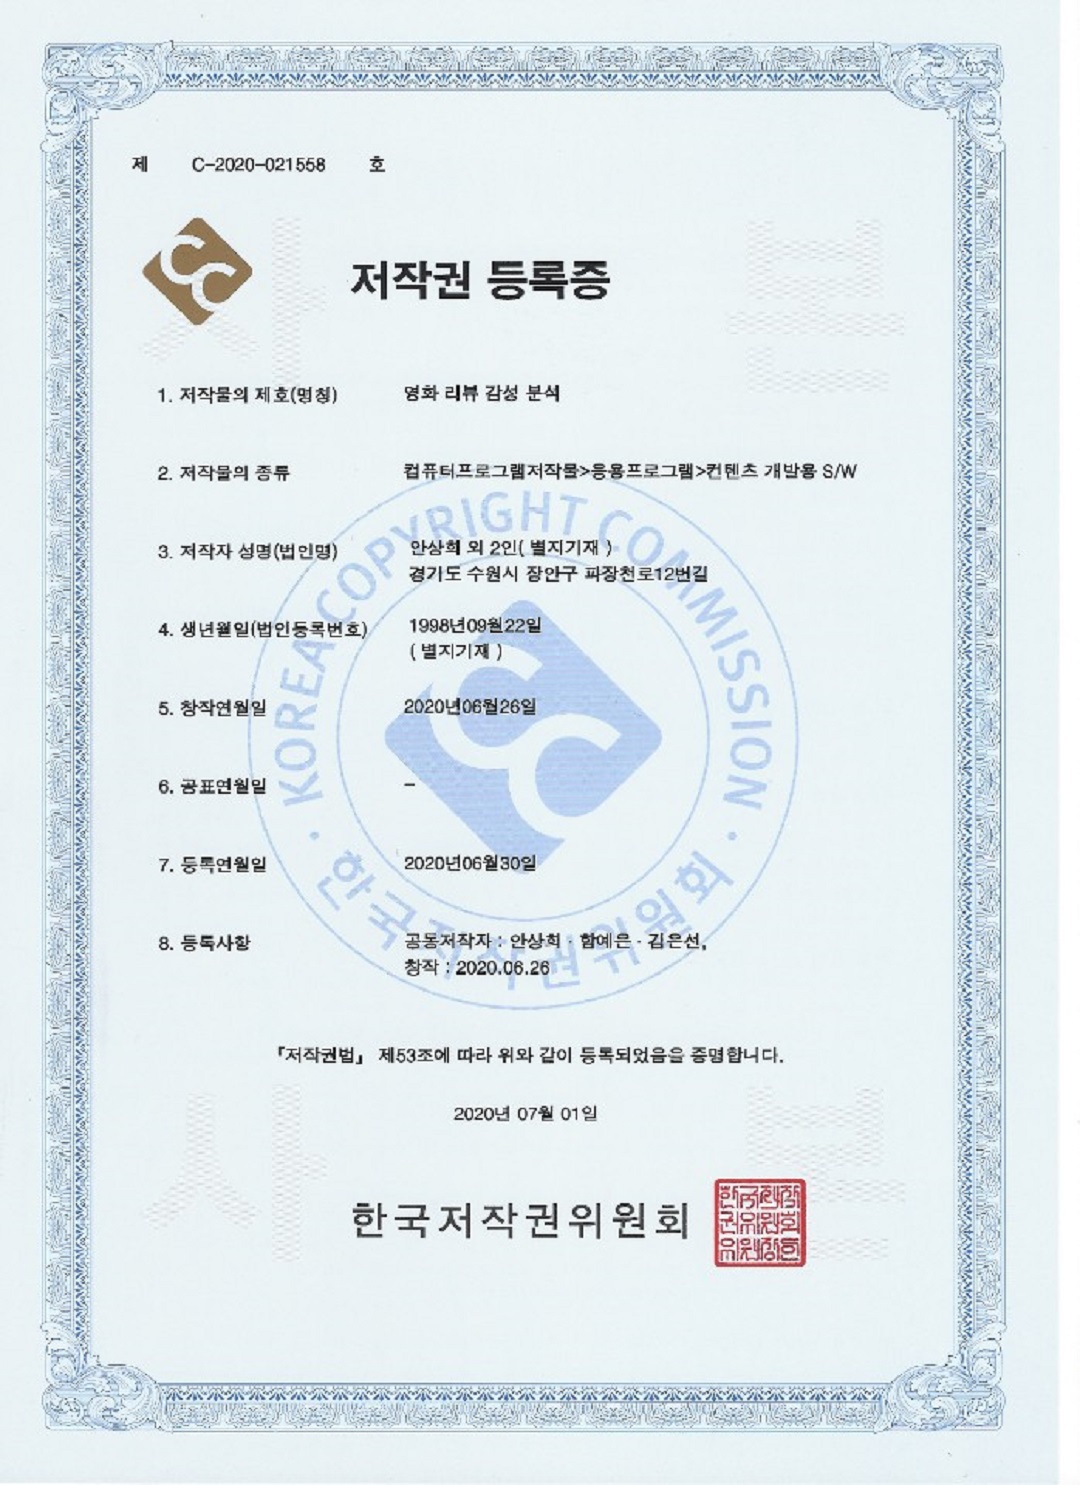 제 C-2020-021558 호
저작권 등록증
1. 저작물의 제호(명칭) 영화 리뷰 감성 분석
2. 저작물의 종류 컴퓨터프로그램저작물>응용프로그램>컨텐츠 개발용 S/W
3. 저작자 성명(법인명) 안상희 외 2인( 별지기재 )
경기도 수원시 장안구 파장천로12번길
4. 생년월일(법인등록번호) 1998년09월22일
( 별지기재 )
5. 창작연월일 2020년06월26일
6. 공표연월일 -
7. 등록연월일 2020년06월30일
8. 등록사항 공동저작자 : 안상희 · 함예은 · 김은선,
창작 : 2020.06.26
KOREA COPYRIGHT COMMISSION · 한국저작권위원회 ·
「저작권법」 제53조에 따라 위와 같이 등록되었음을 증명합니다.
2020년 07월 01일
한국저작권위원회
사 본
사 본